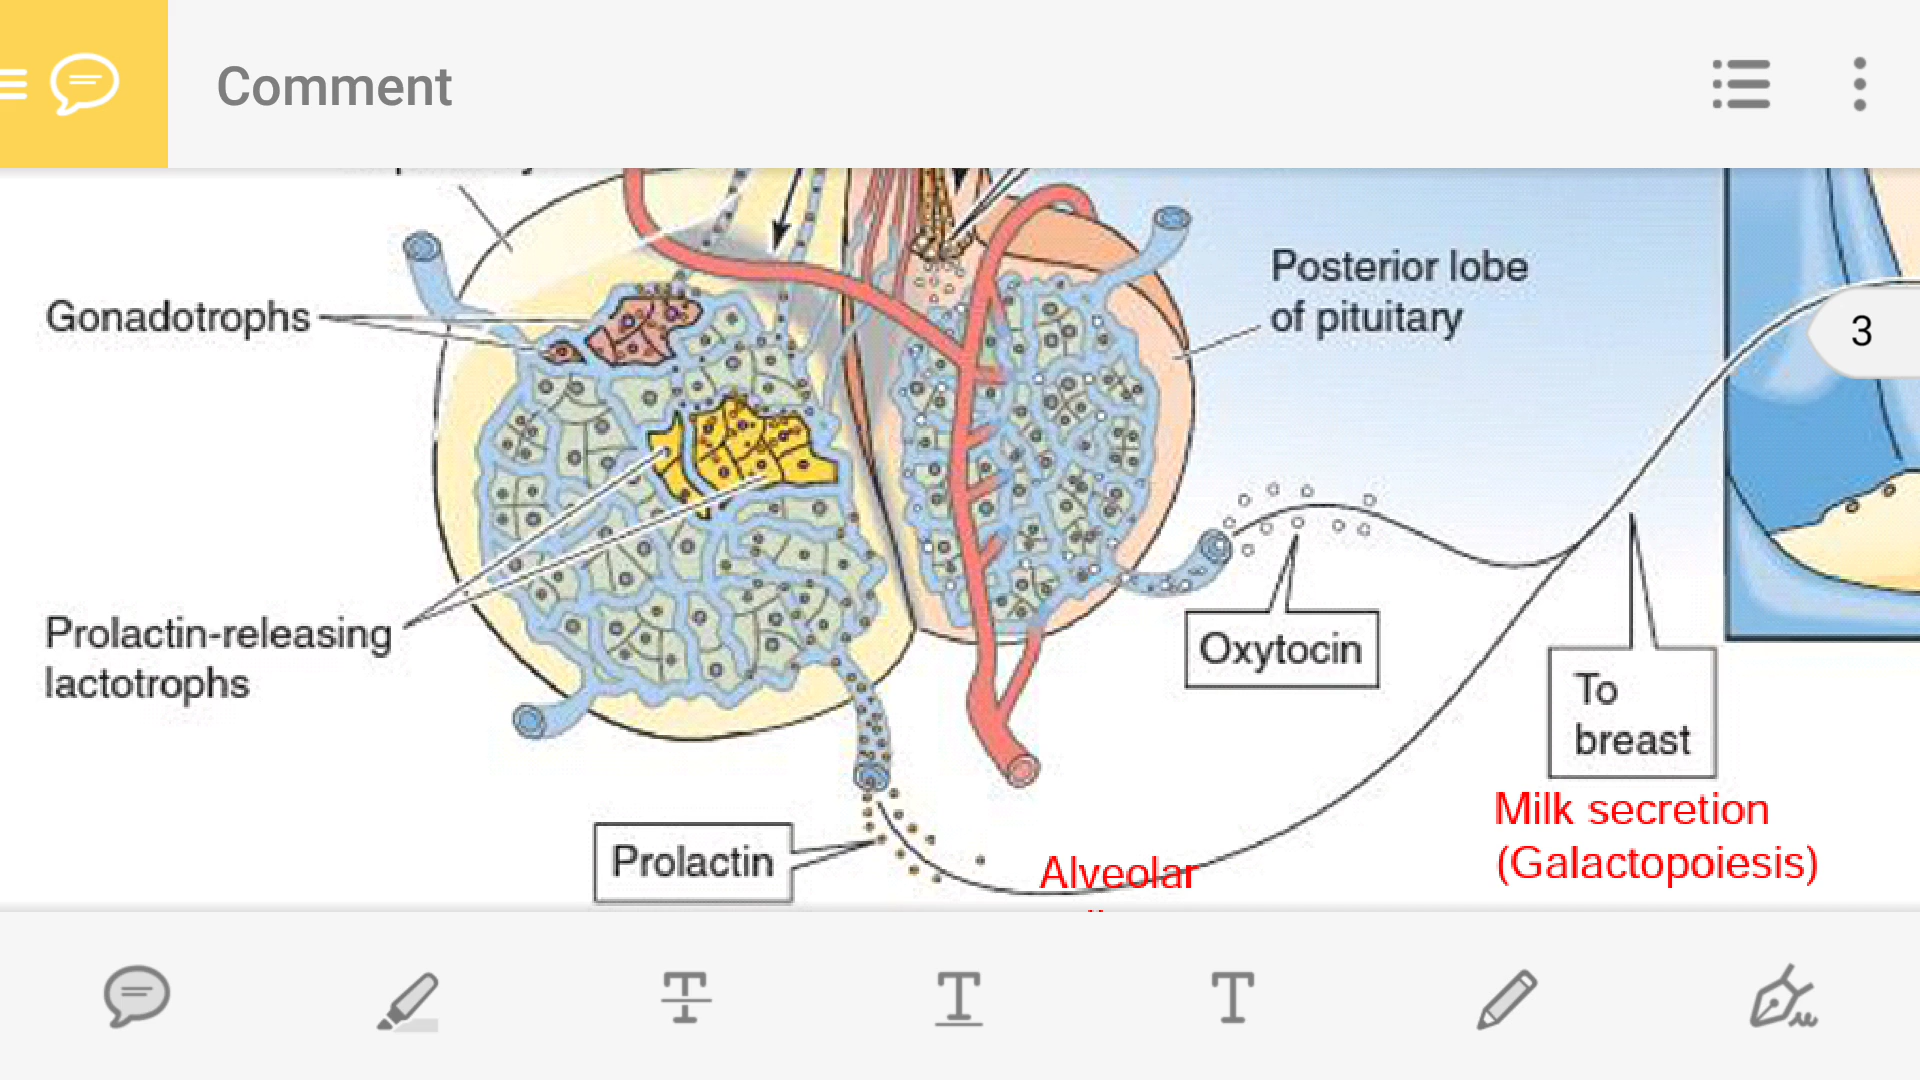 Comment
Gonadotrophs
Posterior lobe
of pituitary
3
Prolactin-releasing
lactotrophs
Oxytocin
To
breast
Milk secretion
(Galactopoiesis)
Prolactin
Alveolar